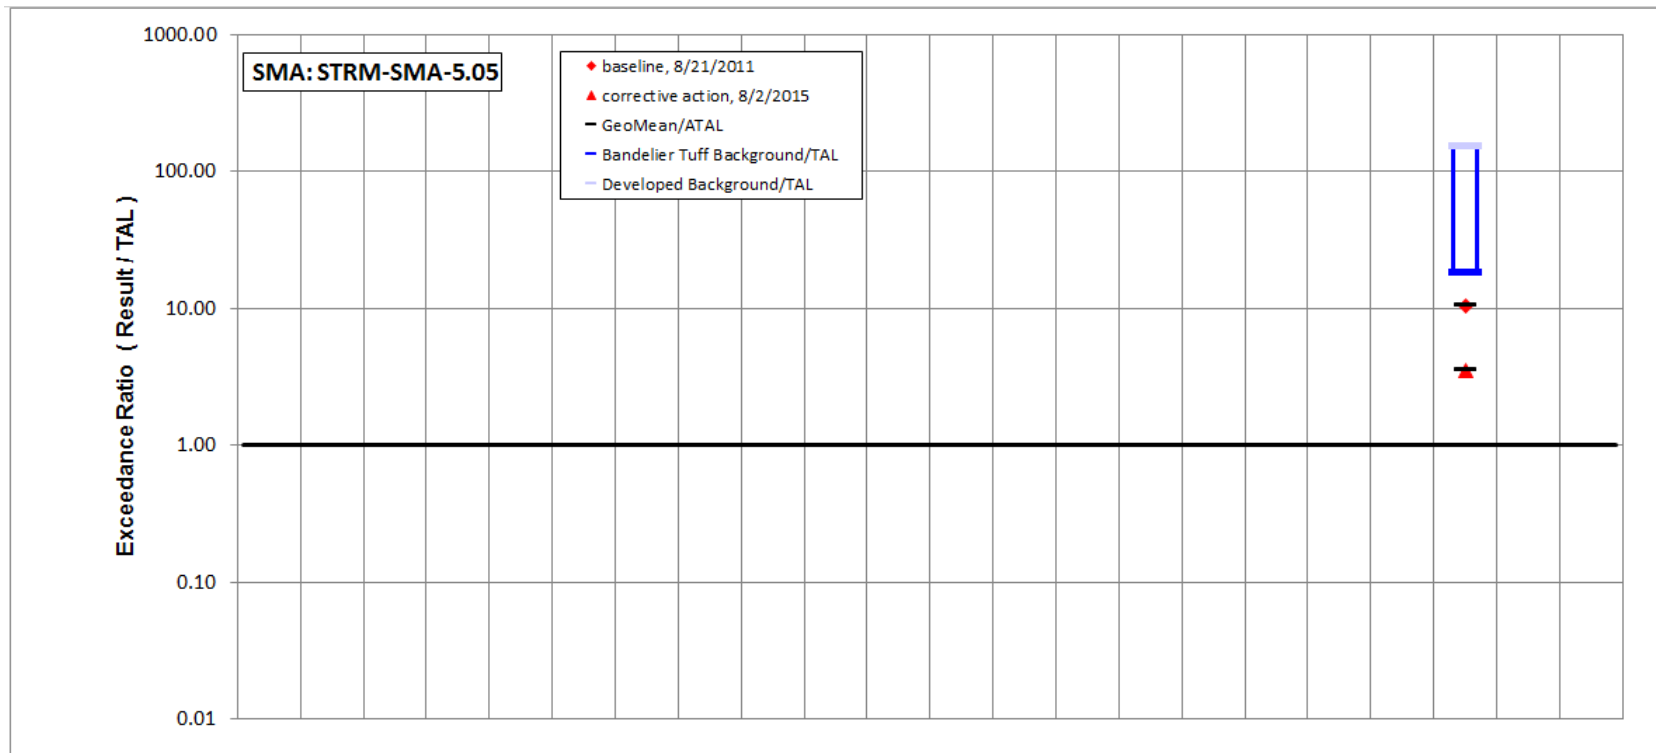 1000.00
SMA: STRM-SMA-5.05
baseline, 8/21/2011
corrective action, 8/2/2015
GeoMean/ATAL
Bandelier Tuff Background/TAL
Developed Background/TAL
100.00
10.00
1.00
0.10
0.01
Exceedance Ratio ( Result / TAL )